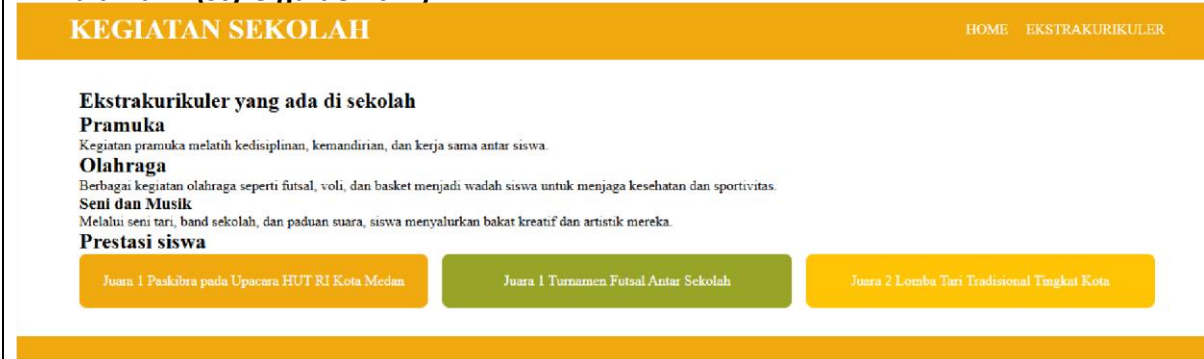 KEGIATAN SEKOLAH
HOME EKSTRAKURIKULER
Ekstrakurikuler yang ada di sekolah
Pramuka
Kegiatan pramuka melatih kedisiplinan, kemandirian, dan kerja sama antar siswa.
Olahraga
Berbagai kegiatan olahraga seperti futsal, voli, dan basket menjadi wadah siswa untuk menjaga kesehatan dan sportivitas.
Seni dan Musik
Melalui seni tari, band sekolah, dan paduan suara, siswa menyalurkan bakat kreatif dan artistik mereka.
Prestasi siswa
Juara 1 Paskibra pada Upacara HUT RI Kota Medan
Juara 1 Turnamen Futsal Antar Sekolah
Juara 2 Lomba Tari Tradisional Tingkat Kota